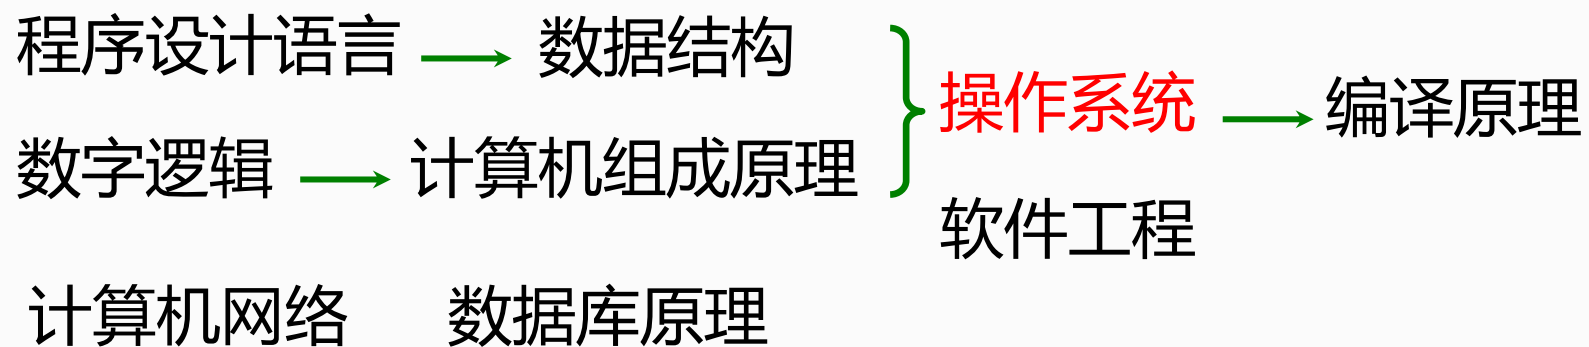 程序设计语言 数据结构
操作系统 编译原理
数字逻辑 计算机组成原理
软件工程
计算机网络 数据库原理